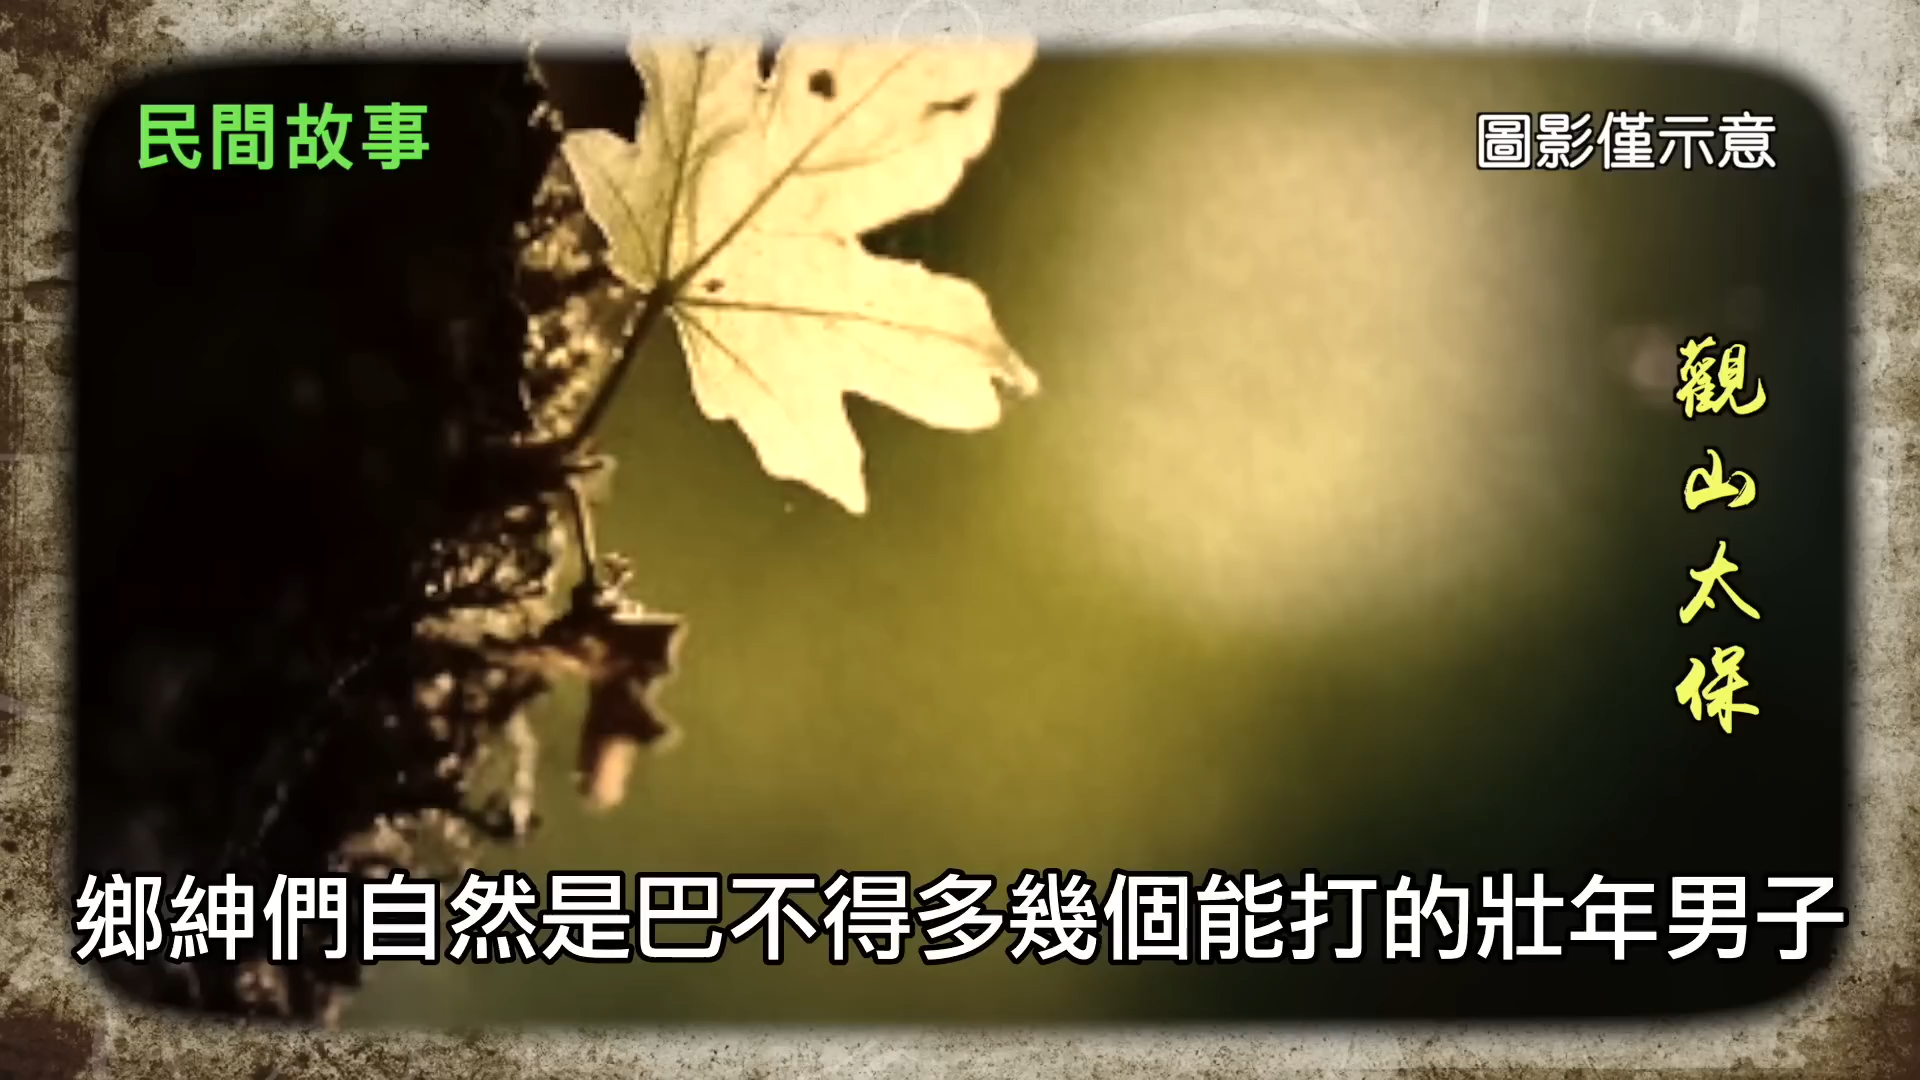 民間故事
圖影僅示意
觀山太保
鄉紳們自然是巴不得多幾個能打的壯年男子